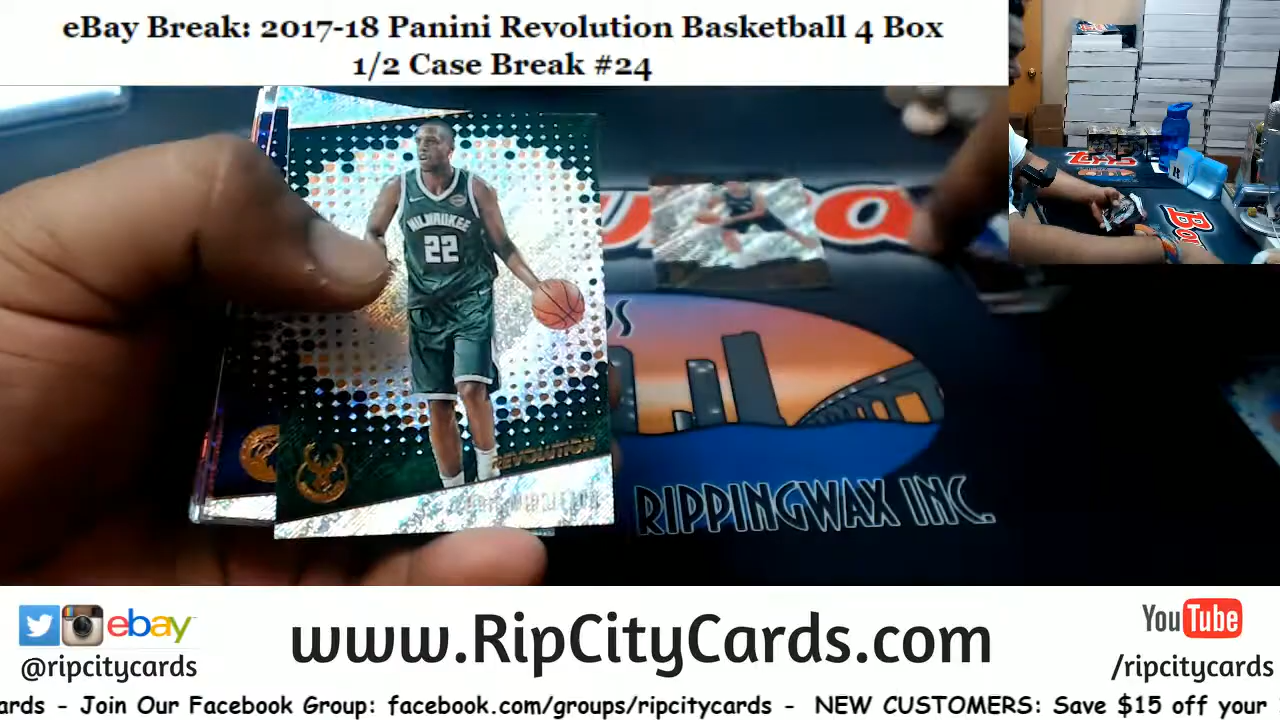 eBay Break: 2017-18 Panini Revolution Basketball 4 Box
1/2 Case Break #24
MILWAUKEE
22
REVOLUTION
RIPPINGWAX INC.
ebay
@ripcitycards
www.RipCityCards.com
YouTube
/ripcitycards
ards - Join Our Facebook Group: facebook.com/groups/ripcitycards - NEW CUSTOMERS: Save $15 off your